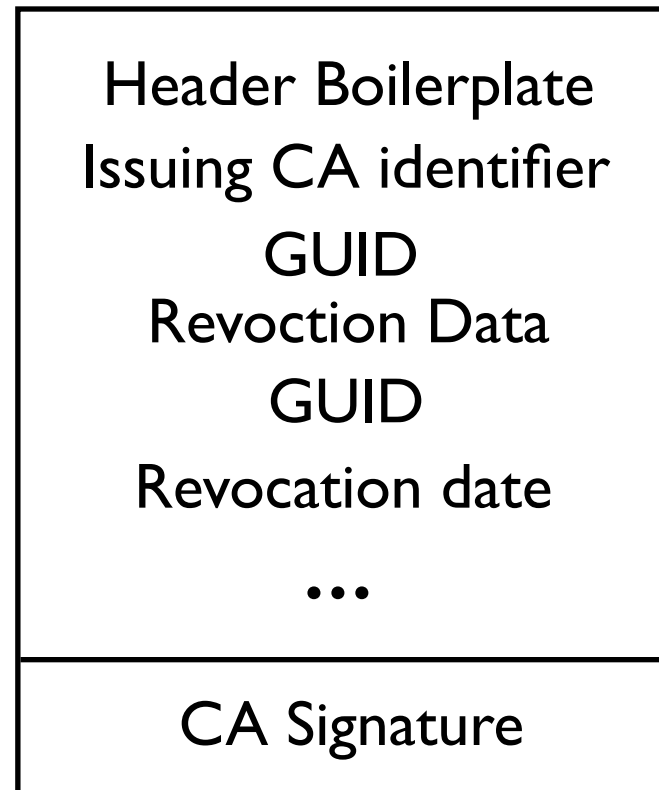 Header Boilerplate
Issuing CA identifier
GUID
Revoction Data
GUID
Revocation date
...
CA Signature